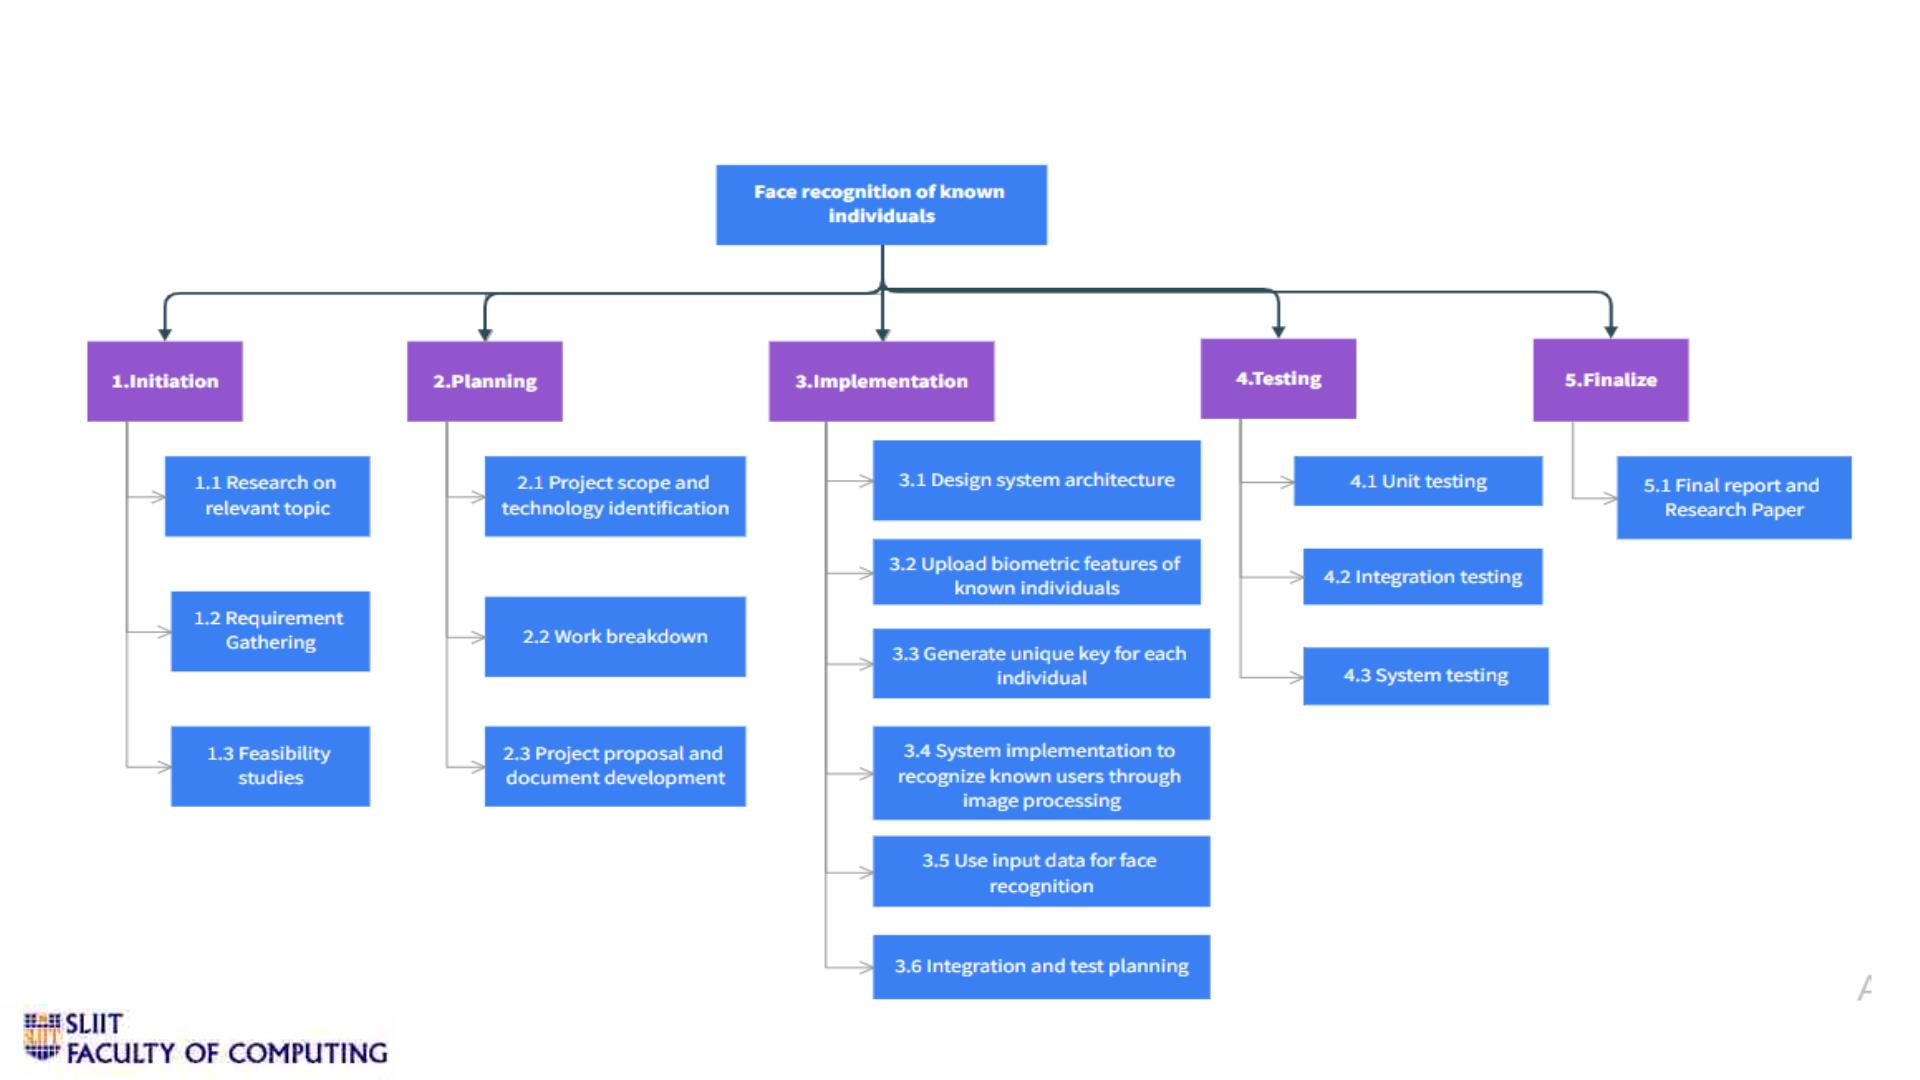 Face recognition of known
individuals
1.Initiation
2.Planning
3.Implementation
4.Testing
5.Finalize
1.1 Research on
relevant topic
1.2 Requirement
Gathering
1.3 Feasibility
studies
2.1 Project scope and
technology identification
2.2 Work breakdown
2.3 Project proposal and
document development
3.1 Design system architecture
3.2 Upload biometric features of
known individuals
3.3 Generate unique key for each
individual
3.4 System implementation to
recognize known users through
image processing
3.5 Use input data for face
recognition
3.6 Integration and test planning
4.1 Unit testing
4.2 Integration testing
4.3 System testing
5.1 Final report and
Research Paper
SLIIT
SLIIT
FACULTY OF COMPUTING